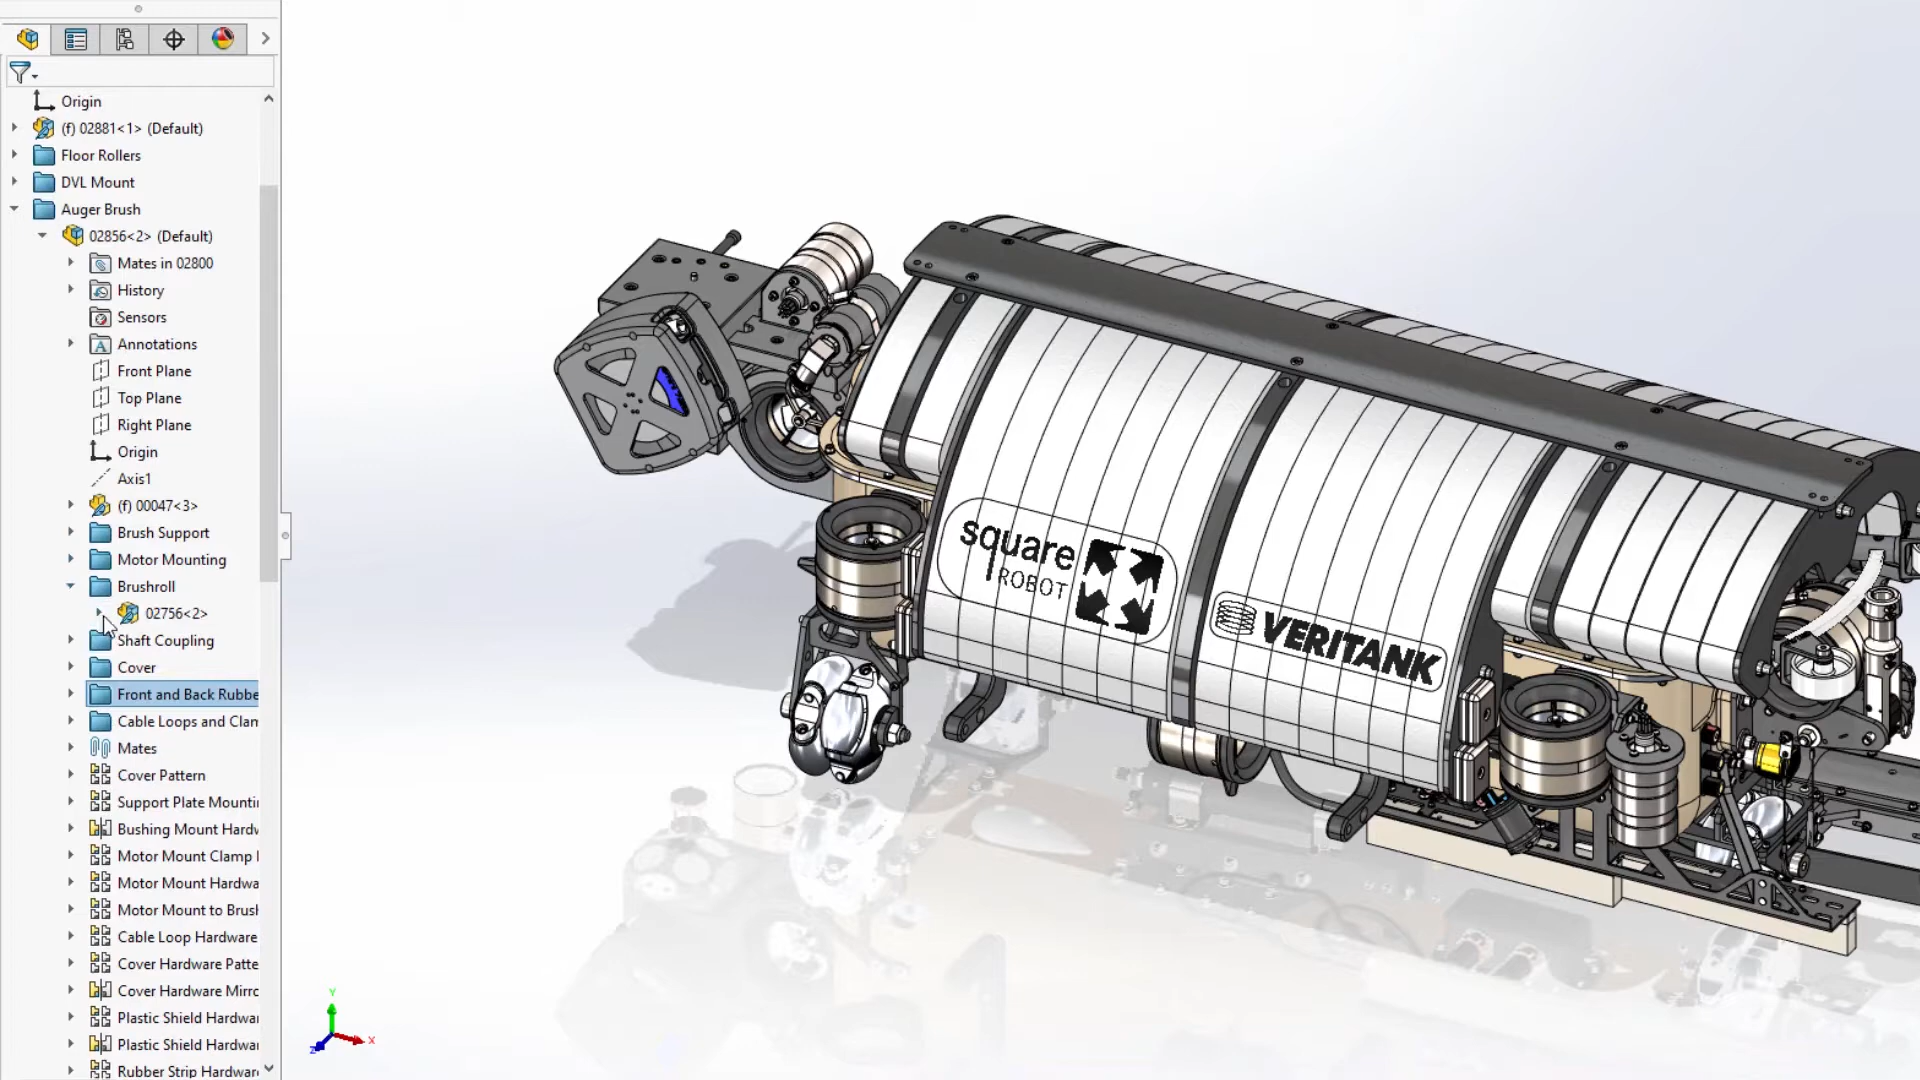 Origin
(f) 02881<1> (Default)
Floor Rollers
DVL Mount
Auger Brush
02856<2> (Default)
Mates in 02800
History
Sensors
A Annotations
Front Plane
Top Plane
Right Plane
Origin
Axis1
(f) 00047<3>
Brush Support
Motor Mounting
Brushroll
02756<2>
Shaft Coupling
Cover
Front and Back Rubbe
Cable Loops and Clan
Mates
Cover Pattern
Support Plate Mounti
Bushing Mount Hardw
Motor Mount Clamp
Motor Mount Hardwa
Motor Mount to Brush
Cable Loop Hardware
Cover Hardware Patte
Cover Hardware Mirro
Plastic Shield Hardwa
Plastic Shield Hardwa
Rubber Strip Hardwar
square
ROBOT
VERITANK
Y
X
Z